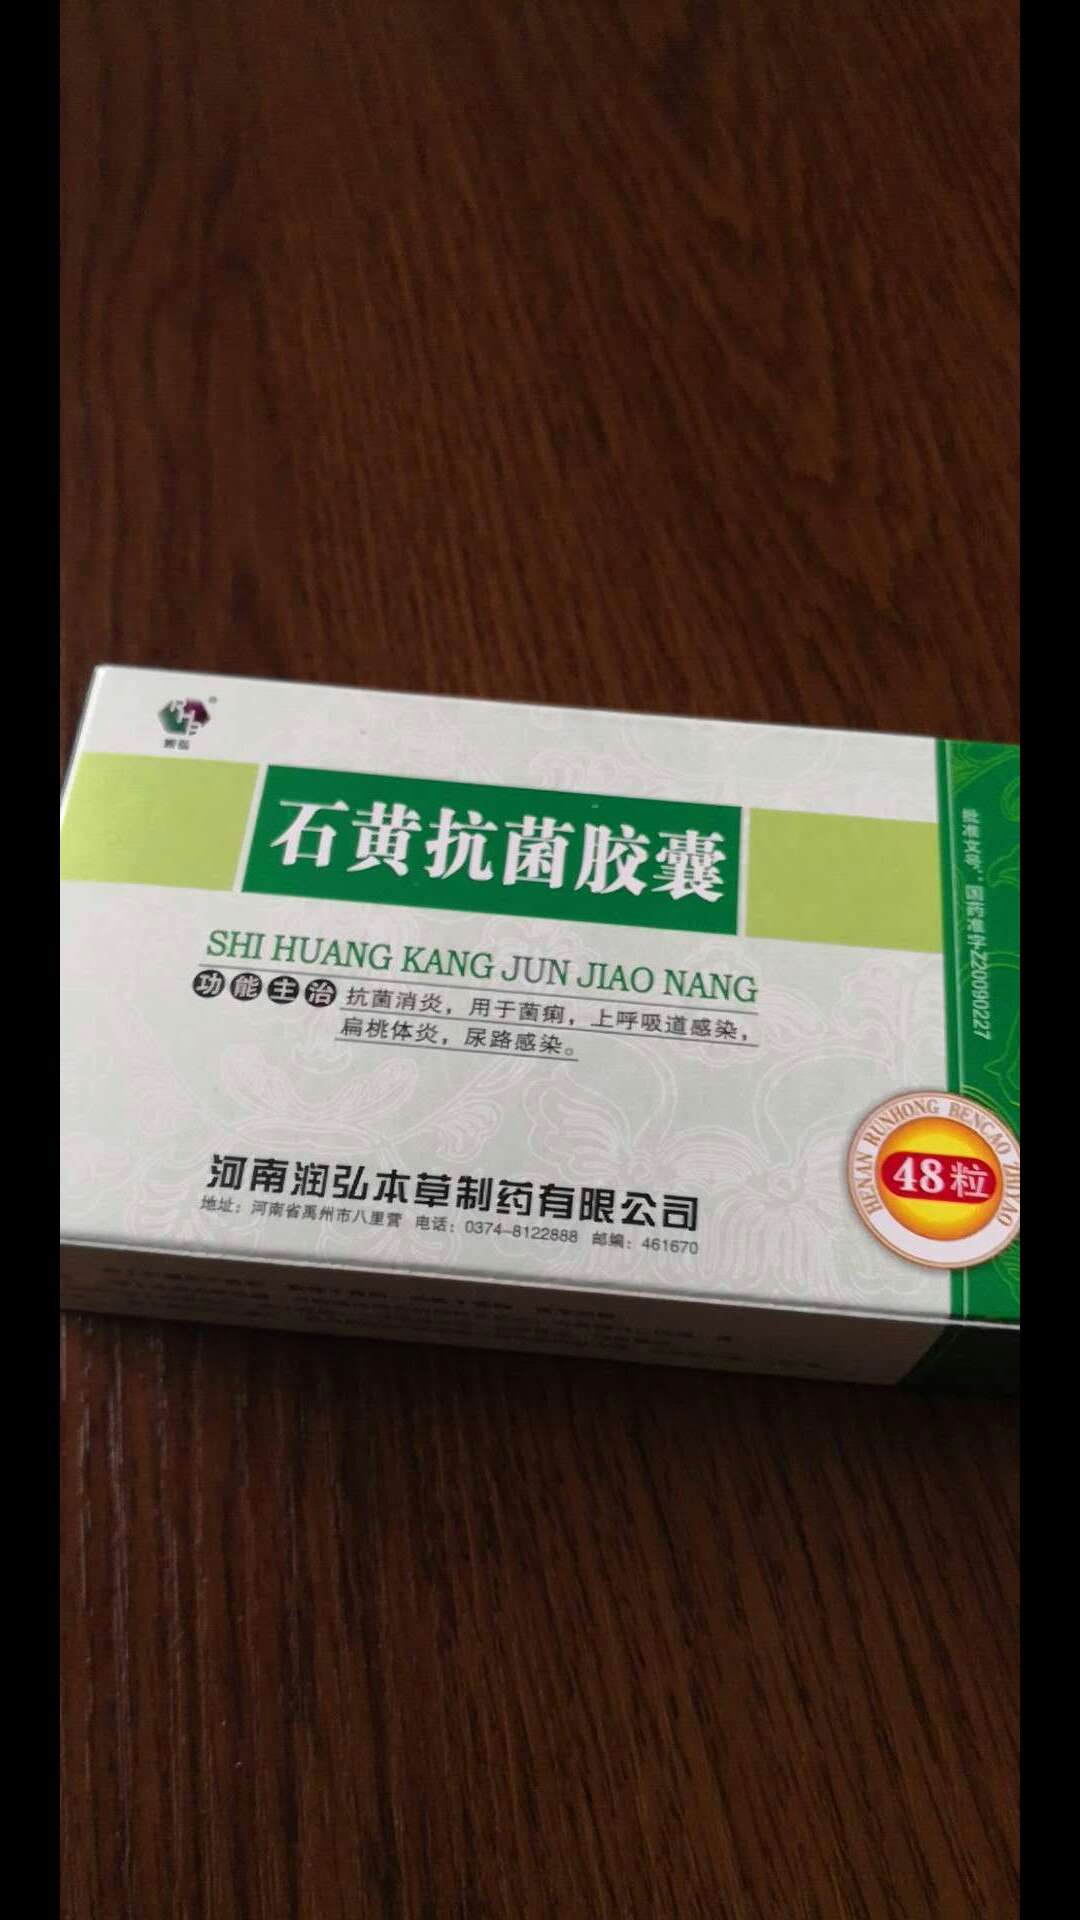 RHB
石黄抗菌胶囊
SHI HUANG KANG JUN JIAO NANG
功能主治 抗菌消炎，用于菌痢，上呼吸道感染，
扁桃体炎，尿路感染。
河南润弘本草制药有限公司
地址：河南省禹州市八里营 电话：0374-8122888 邮编：461670
批准文号：国药准字Z20090227
HENAN RUNHONG BENCAO ZHIYAO
48粒